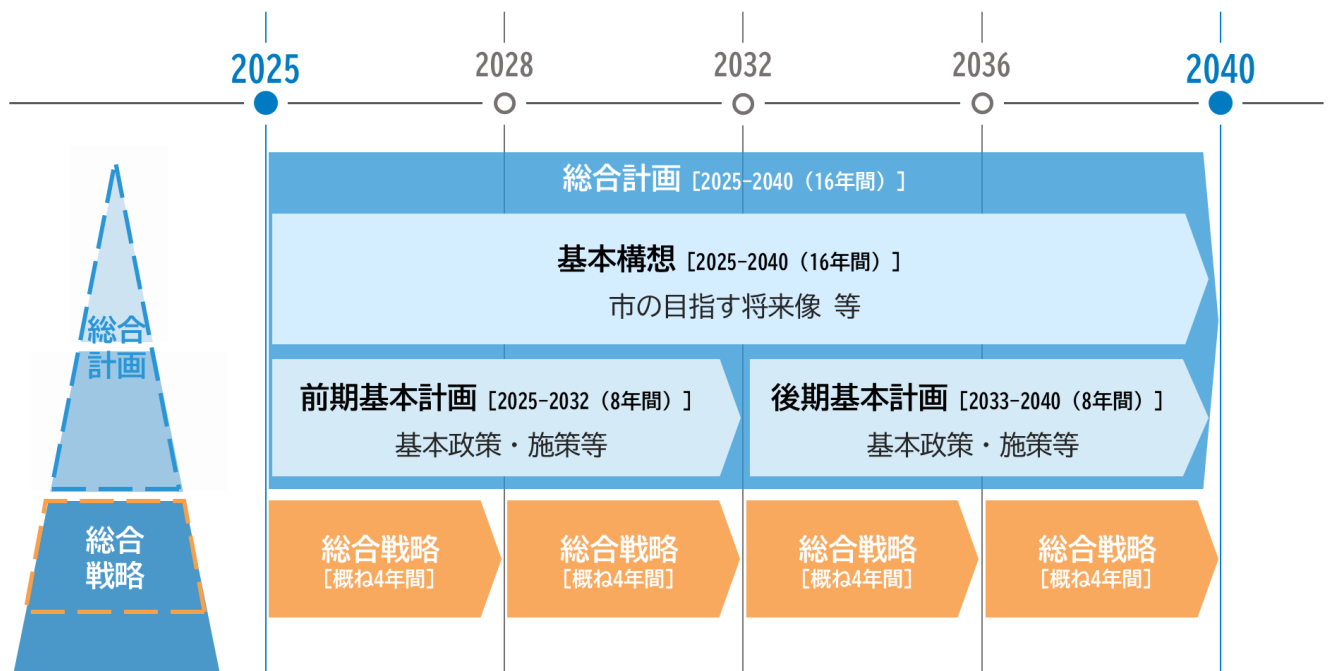 2025
2028
2032
2036
2040
総合計画［2025-2040（16年間）］
基本構想［2025-2040（16年間）］
市の目指す将来像 等
総合
計画
前期基本計画［2025-2032（8年間）］
基本政策・施策等
後期基本計画［2033-2040（8年間）］
基本政策・施策等
総合
戦略
総合戦略
［概ね4年間］
総合戦略
［概ね4年間］
総合戦略
［概ね4年間］
総合戦略
［概ね4年間］